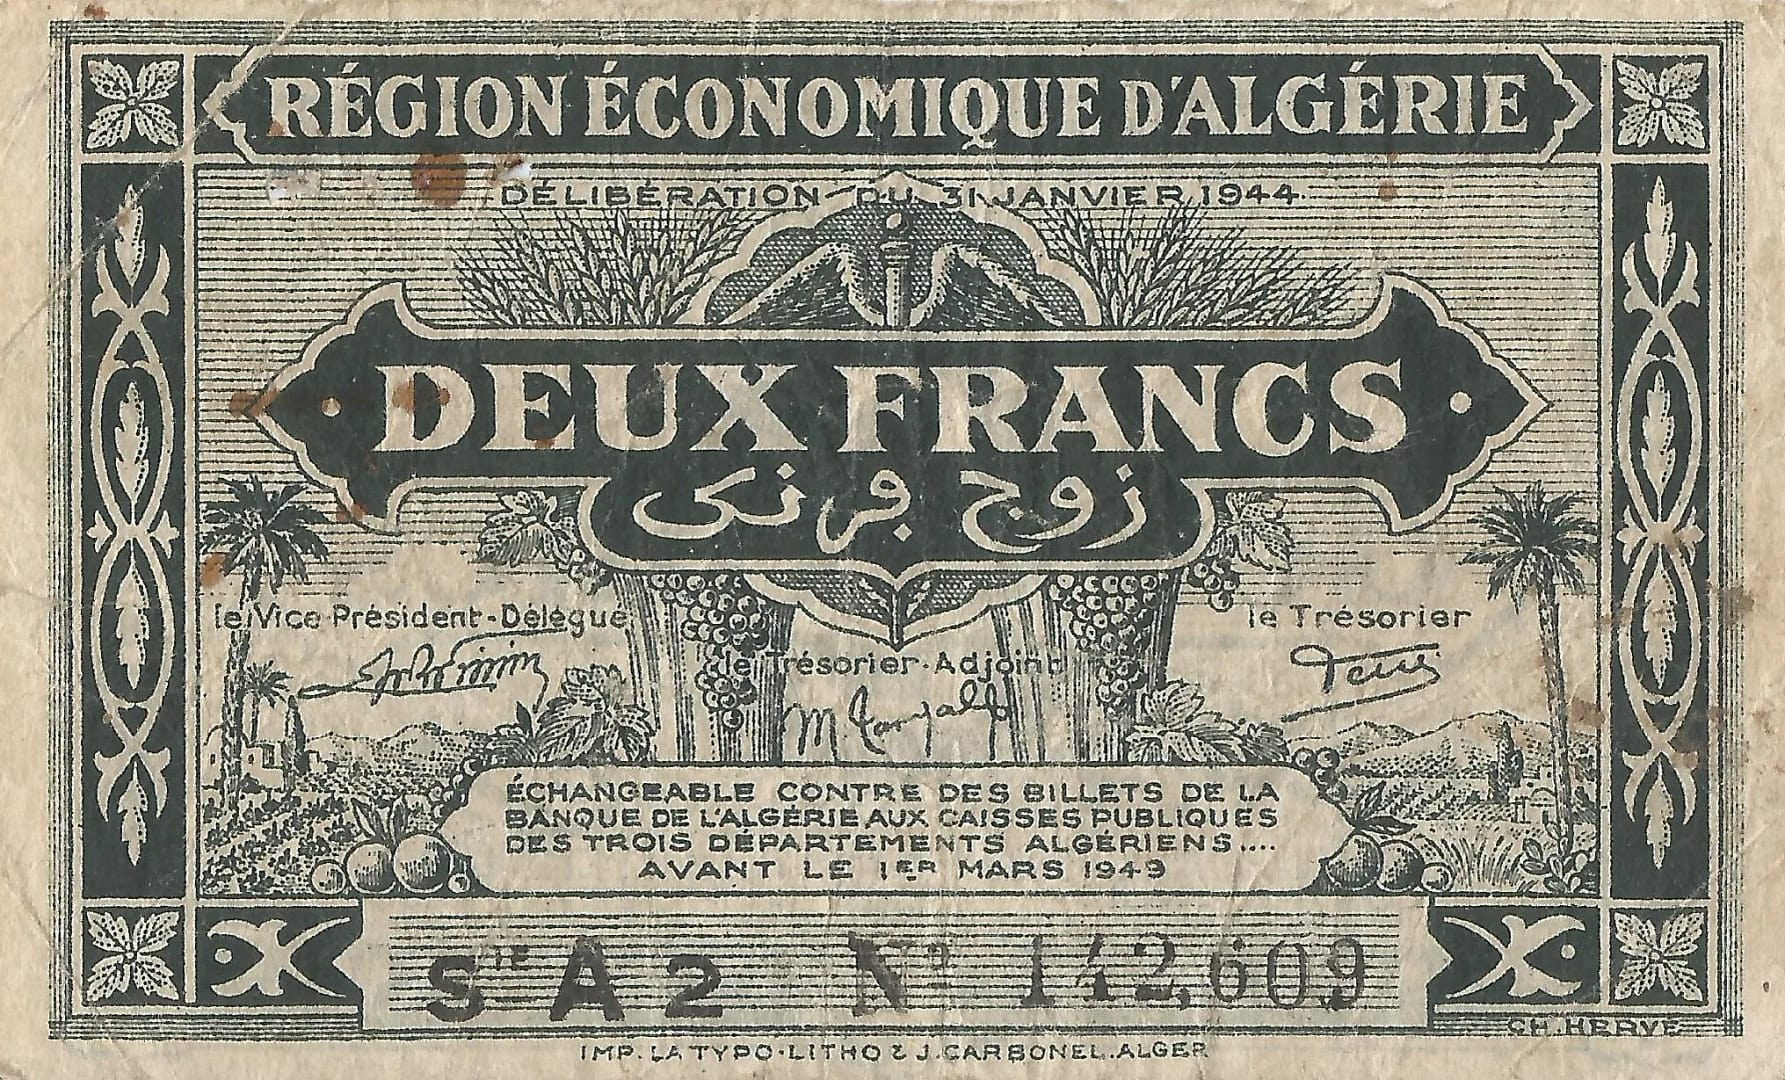 RÉGION ÉCONOMIQUE D'ALGÉRIE
DÉLIBÉRATION DU 31 JANVIER 1944
DEUX FRANCS
زوج فرنك
le Vice Président-Délégué
le Trésorier
le Trésorier-Adjoint
ÉCHANGEABLE CONTRE DES BILLETS DE LA
BANQUE DE L'ALGÉRIE AUX CAISSES PUBLIQUES
DES TROIS DÉPARTEMENTS ALGÉRIENS....
AVANT LE 1ER MARS 1949
SIE A2 No 142,609
CH. HERVÉ
IMP. LA TYPO-LITHO & J. CARBONEL. ALGER